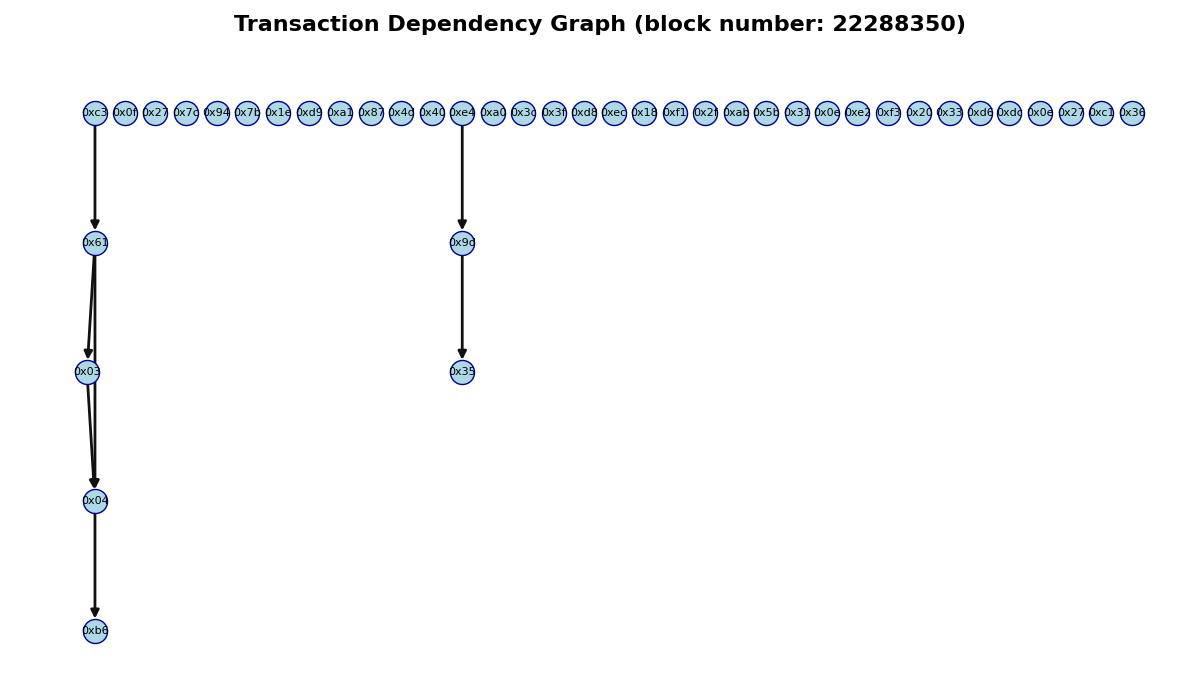 Transaction Dependency Graph (block number: 22288350)
0xc3 0x0f 0x27 0x7c 0x94 0x7b 0x1e 0xd9 0xa1 0x87 0x4d 0x40 0xe4 0xa0 0x3c 0x3f 0xd8 0xec 0x18 0xf1 0x2f 0xab 0x5b 0x31 0x0e 0xe2 0xf3 0x20 0x33 0xd6 0xdc 0x0e 0x27 0xc1 0x36
0x61 0x9d
0x03 0x35
0x04
0xb6